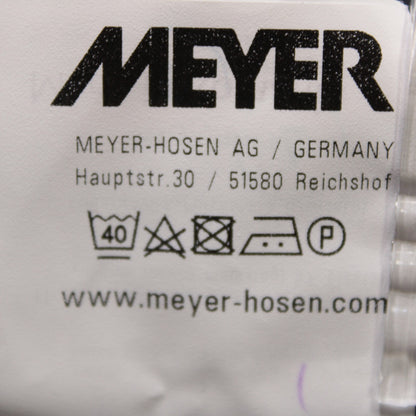 MEYER
MEYER-HOSEN AG / GERMANY
Hauptstr.30 / 51580 Reichshof
40 P
www.meyer-hosen.com